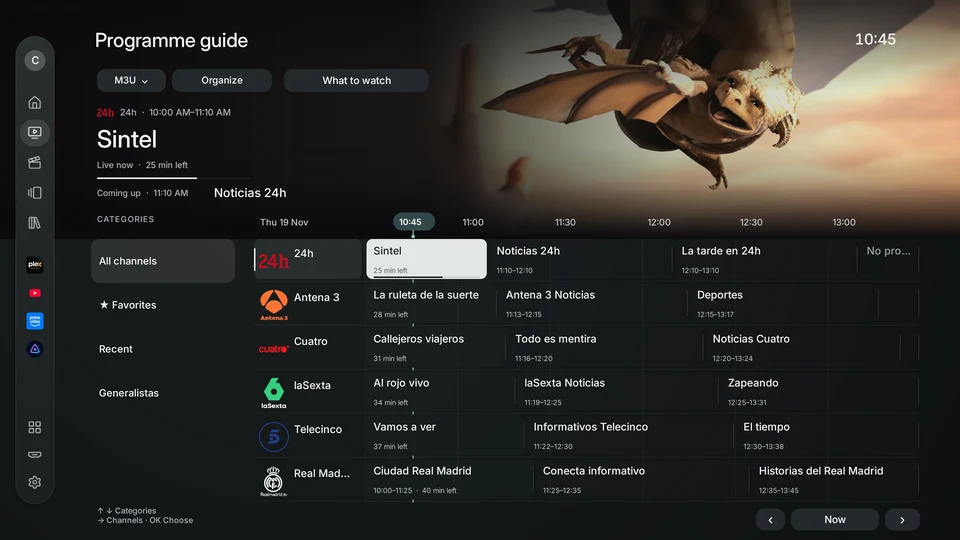 Programme guide
10:45
C
M3U
Organize
What to watch
24h 24h · 10:00 AM–11:10 AM
Sintel
Live now · 25 min left
Coming up · 11:10 AM Noticias 24h
CATEGORIES
Thu 19 Nov 10:45 11:00 11:30 12:00 12:30 13:00
All channels
★ Favorites
Recent
Generalistas
plex
prime video
24h 24h
Sintel
25 min left
Noticias 24h
11:10–12:10
La tarde en 24h
12:10–13:10
No pro...
Antena 3 Antena 3
La ruleta de la suerte
28 min left
Antena 3 Noticias
11:13–12:15
Deportes
12:15–13:17
cuatro Cuatro
Callejeros viajeros
31 min left
Todo es mentira
11:16–12:20
Noticias Cuatro
12:20–13:24
laSexta laSexta
Al rojo vivo
34 min left
laSexta Noticias
11:19–12:25
Zapeando
12:25–13:31
5 Telecinco
Vamos a ver
37 min left
Informativos Telecinco
11:22–12:30
El tiempo
12:30–13:38
Realmadrid.tv Real Mad...
Ciudad Real Madrid
10:00–11:25 · 40 min left
Conecta informativo
11:25–12:35
Historias del Real Madrid
12:35–13:45
↑ ↓ Categories
→ Channels · OK Choose
‹ Now ›